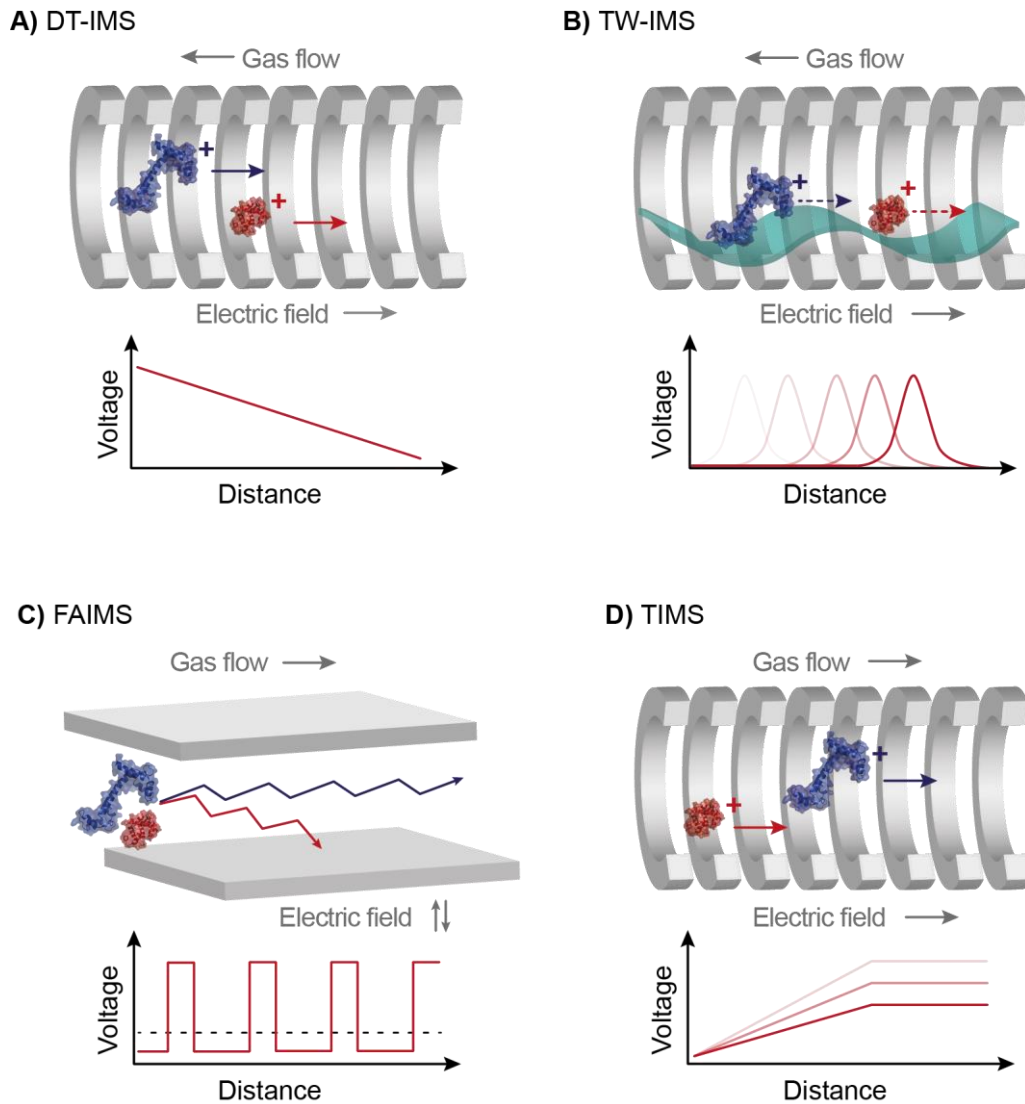 A) DT-IMS
Gas flow
+
+
Electric field
Voltage
Distance
B) TW-IMS
Gas flow
+
+
Electric field
Voltage
Distance
C) FAIMS
Gas flow
Electric field
Voltage
Distance
D) TIMS
Gas flow
+
+
Electric field
Voltage
Distance